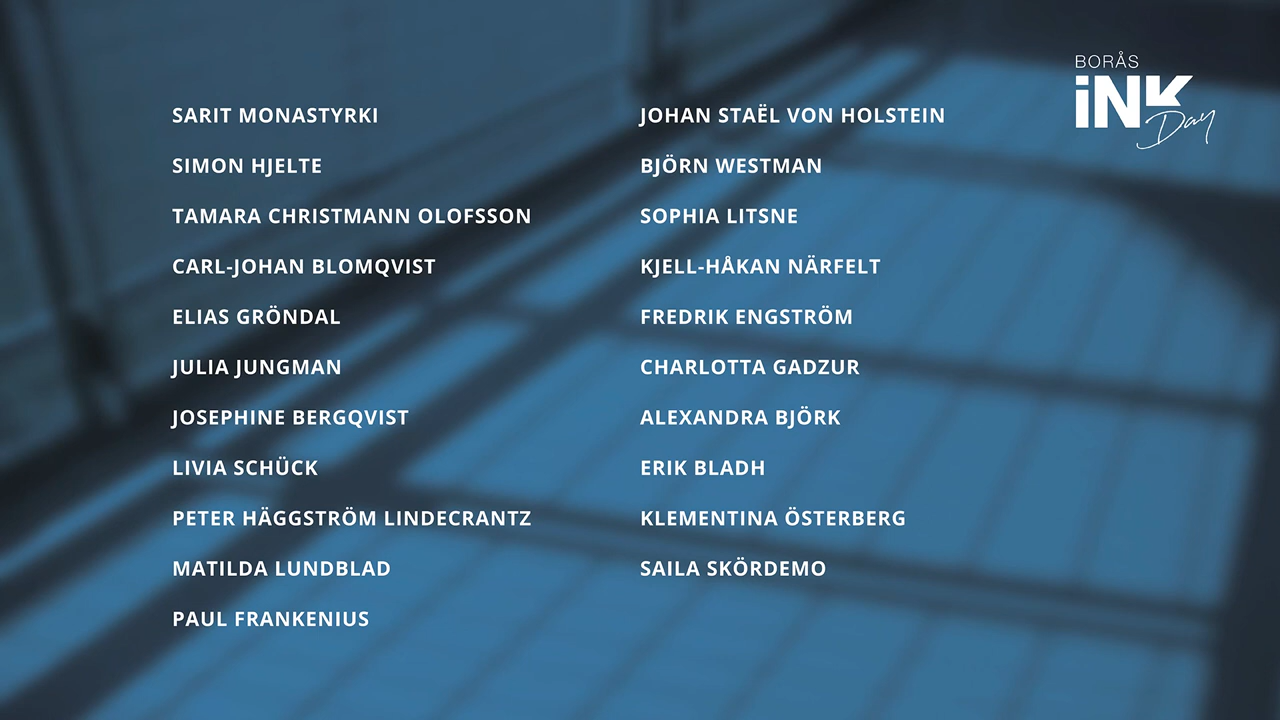 BORÅS
INK
Day
SARIT MONASTYRKI
SIMON HJELTE
TAMARA CHRISTMANN OLOFSSON
CARL-JOHAN BLOMQVIST
ELIAS GRÖNDAL
JULIA JUNGMAN
JOSEPHINE BERGQVIST
LIVIA SCHÜCK
PETER HÄGGSTRÖM LINDECRANTZ
MATILDA LUNDBLAD
PAUL FRANKENIUS
JOHAN STAËL VON HOLSTEIN
BJÖRN WESTMAN
SOPHIA LITSNE
KJELL-HÅKAN NÄRFELT
FREDRIK ENGSTRÖM
CHARLOTTA GADZUR
ALEXANDRA BJÖRK
ERIK BLADH
KLEMENTINA ÖSTERBERG
SAILA SKÖRDEMO